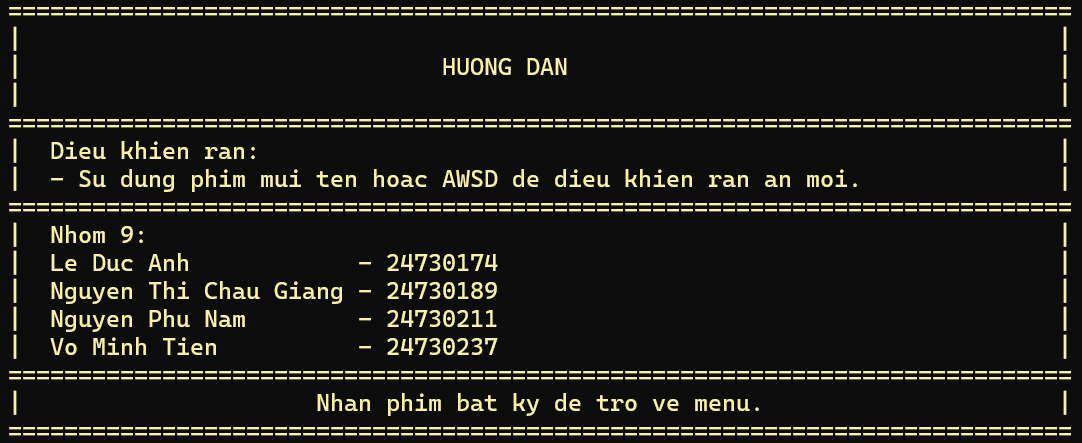 ============================================================================
|                                                                          |
|                              HUONG DAN                                   |
|                                                                          |
============================================================================
|  Dieu khien ran:                                                         |
|  - Su dung phim mui ten hoac AWSD de dieu khien ran an moi.              |
============================================================================
|  Nhom 9:                                                                 |
|  Le Duc Anh            - 24730174                                        |
|  Nguyen Thi Chau Giang - 24730189                                        |
|  Nguyen Phu Nam        - 24730211                                        |
|  Vo Minh Tien          - 24730237                                        |
============================================================================
|                     Nhan phim bat ky de tro ve menu.                     |
============================================================================